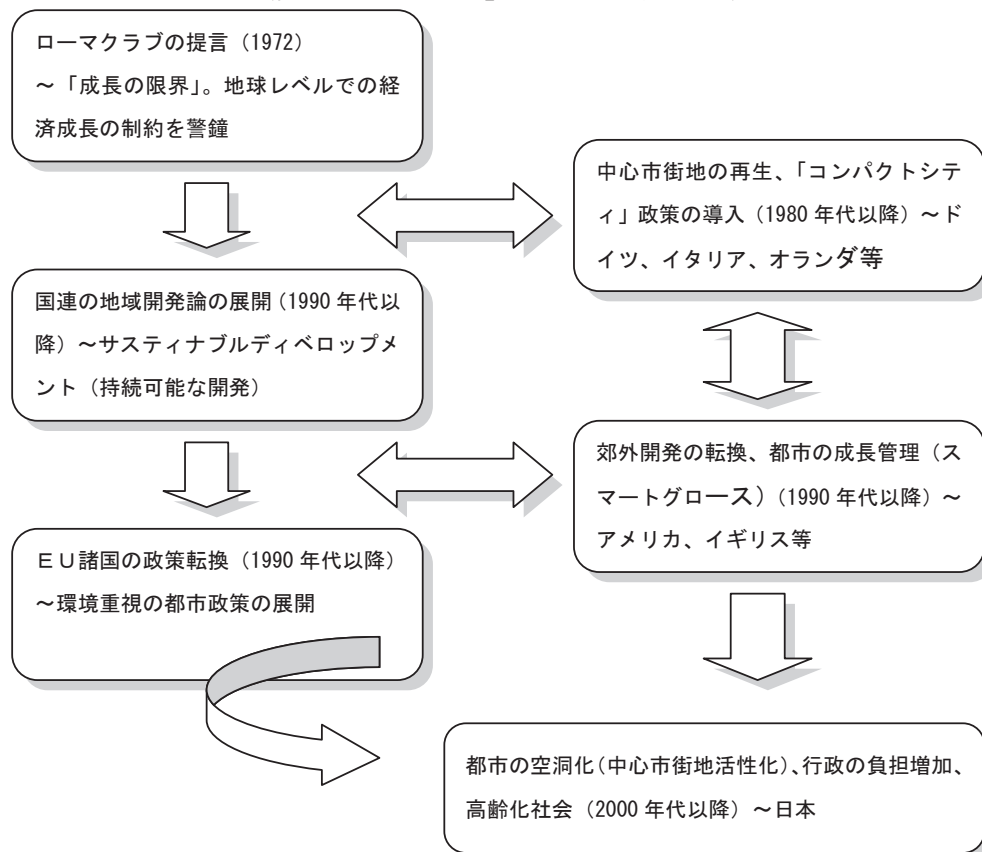 ローマクラブの提言（1972）
～「成長の限界」。地球レベルでの経
済成長の制約を警鐘
中心市街地の再生、「コンパクトシテ
ィ」政策の導入（1980 年代以降）～ド
イツ、イタリア、オランダ等
国連の地域開発論の展開（1990 年代以
降）～サスティナブルディベロップメ
ント（持続可能な開発）
郊外開発の転換、都市の成長管理（ス
マートグロース）（1990 年代以降）～
アメリカ、イギリス等
ＥＵ諸国の政策転換（1990 年代以降）
～環境重視の都市政策の展開
都市の空洞化（中心市街地活性化）、行政の負担増加、
高齢化社会（2000 年代以降）～日本